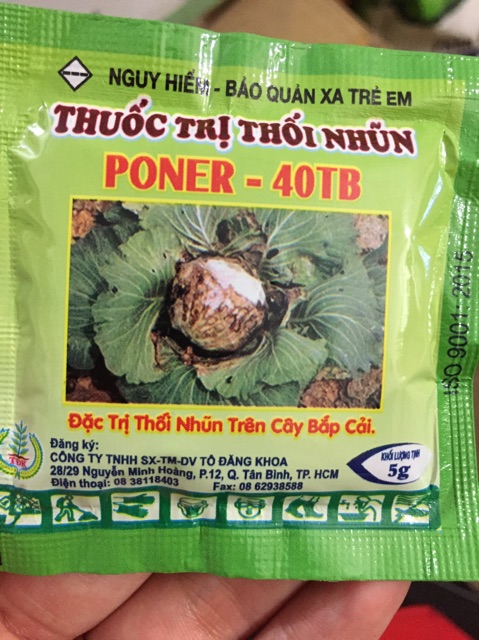 NGUY HIỂM - BẢO QUẢN XA TRẺ EM
THUỐC TRỊ THỐI NHŨN
PONER - 40TB
ISO 9001: 2015
Đặc Trị Thối Nhũn Trên Cây Bắp Cải.
Đăng ký:
CÔNG TY TNHH SX-TM-DV TÔ ĐĂNG KHOA
28/29 Nguyễn Minh Hoàng, P.12, Q. Tân Bình, TP. HCM
Điện thoại: 08 38118403 Fax: 08 62938588
KHỐI LƯỢNG TỊNH
5g